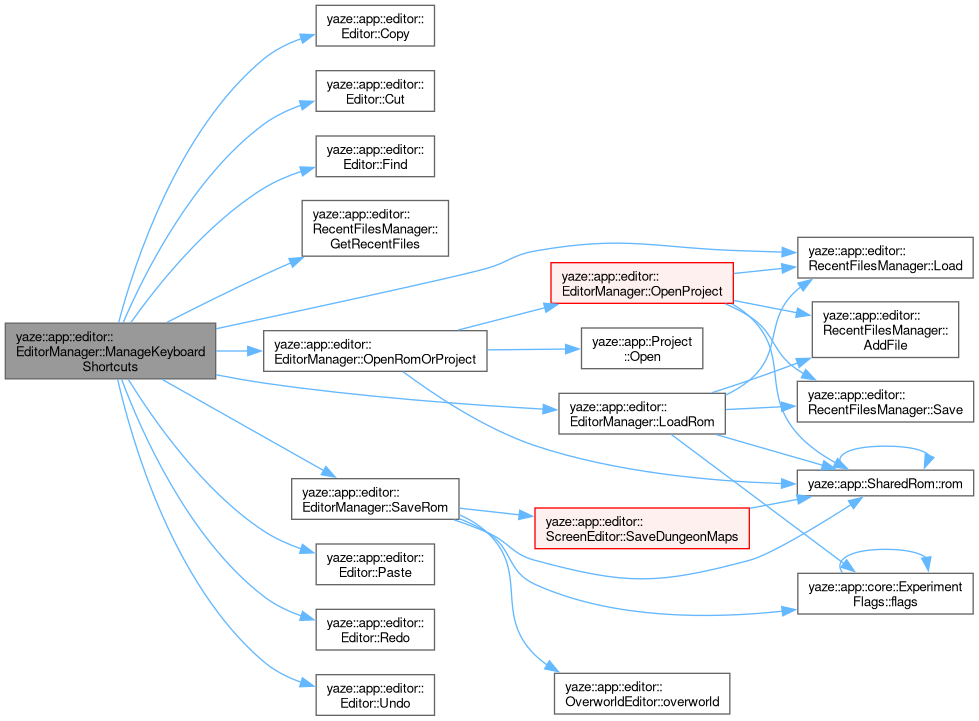 yaze::app::editor::
Editor::Copy
yaze::app::editor::
Editor::Cut
yaze::app::editor::
Editor::Find
yaze::app::editor::
RecentFilesManager::
GetRecentFiles
yaze::app::editor::
RecentFilesManager::Load
yaze::app::editor::
EditorManager::OpenProject
yaze::app::editor::
RecentFilesManager::
AddFile
yaze::app::editor::
EditorManager::ManageKeyboard
Shortcuts
yaze::app::editor::
EditorManager::OpenRomOrProject
yaze::app::Project
::Open
yaze::app::editor::
RecentFilesManager::Save
yaze::app::editor::
EditorManager::LoadRom
yaze::app::SharedRom::rom
yaze::app::editor::
EditorManager::SaveRom
yaze::app::editor::
ScreenEditor::SaveDungeonMaps
yaze::app::editor::
Editor::Paste
yaze::app::core::Experiment
Flags::flags
yaze::app::editor::
Editor::Redo
yaze::app::editor::
Editor::Undo
yaze::app::editor::
OverworldEditor::overworld